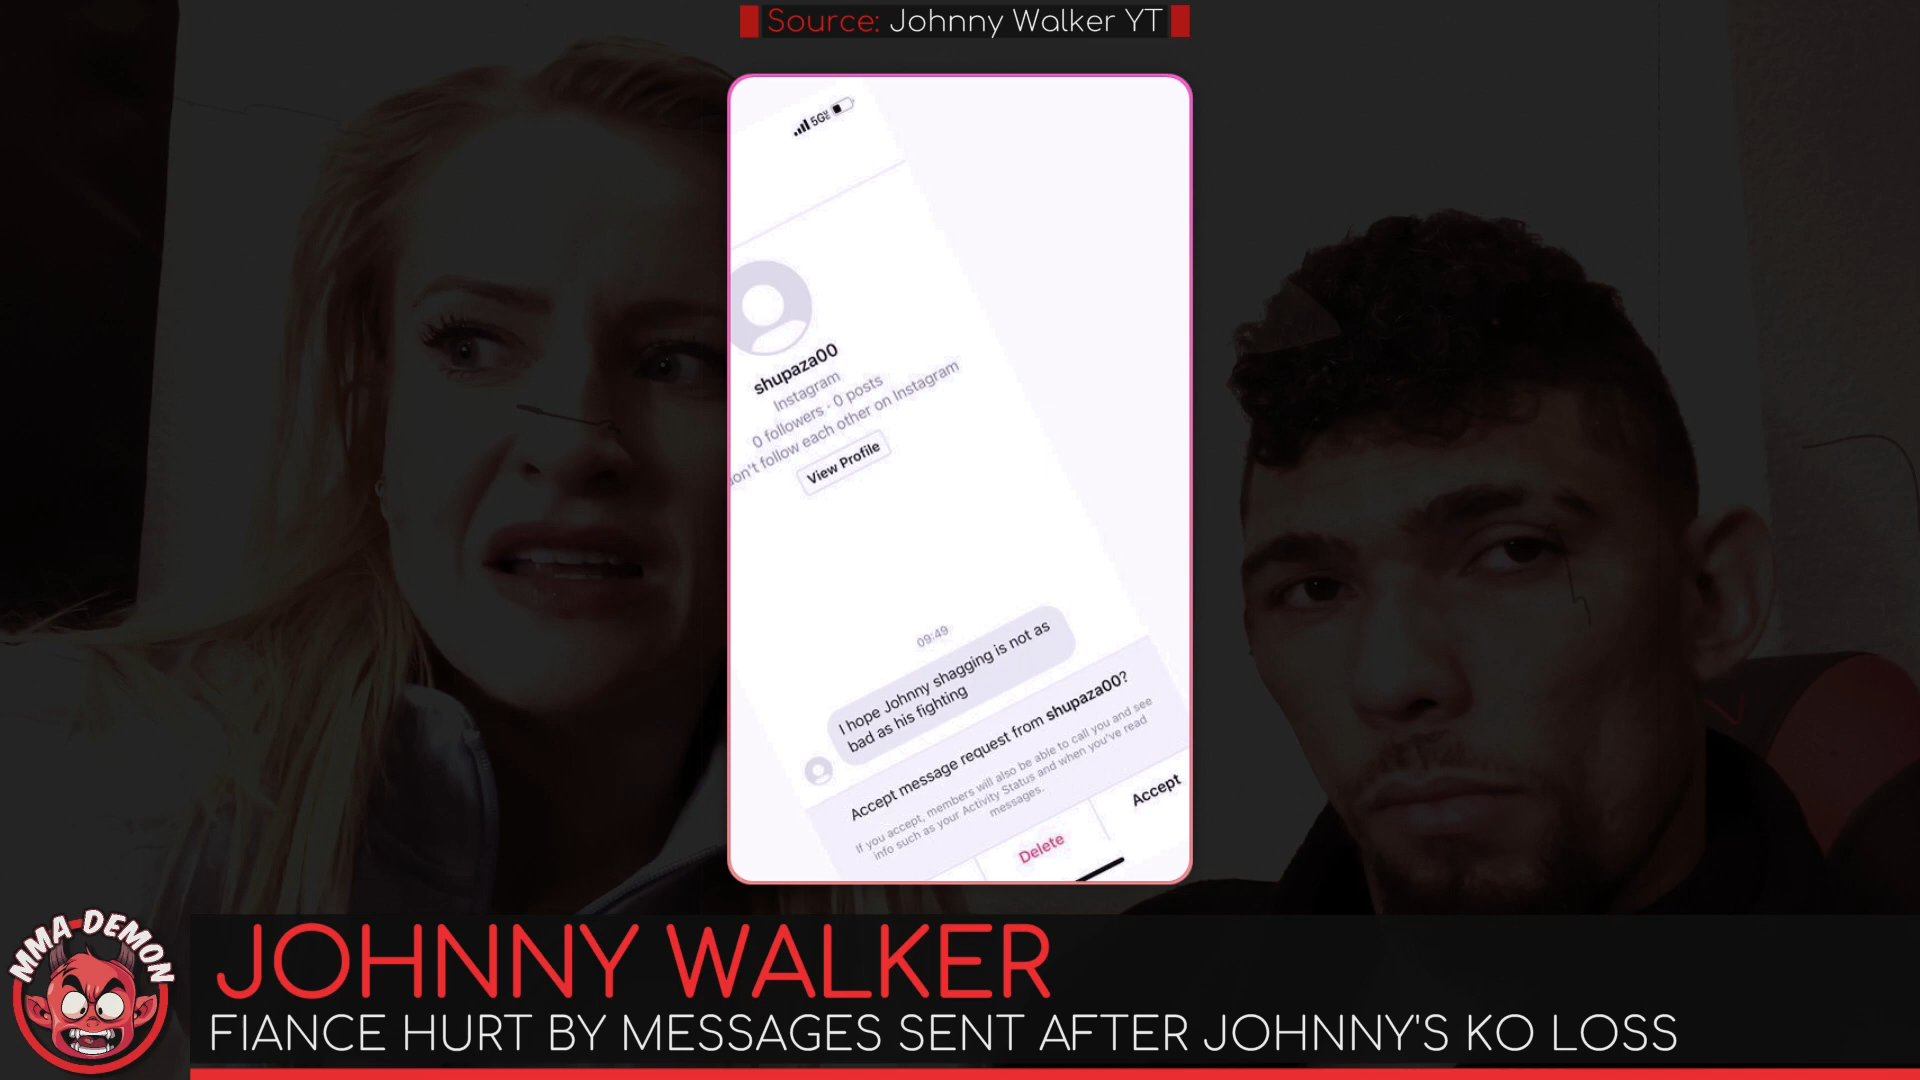 Source: Johnny Walker YT
5G
shupaza00
Instagram
0 followers · 0 posts
don't follow each other on Instagram
View Profile
09:49
I hope Johnny shagging is not as
bad as his fighting
Accept message request from shupaza00?
If you accept, members will also be able to call you and see
info such as your Activity Status and when you've read
messages.
Delete
Accept
MMA DEMON
JOHNNY WALKER
FIANCE HURT BY MESSAGES SENT AFTER JOHNNY'S KO LOSS